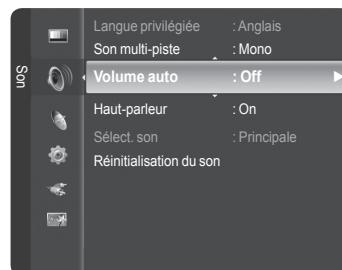 Son
Langue privilégiée : Anglais
Son multi-piste : Mono
Volume auto : Off
Haut-parleur : On
Sélect. son : Principale
Réinitialisation du son